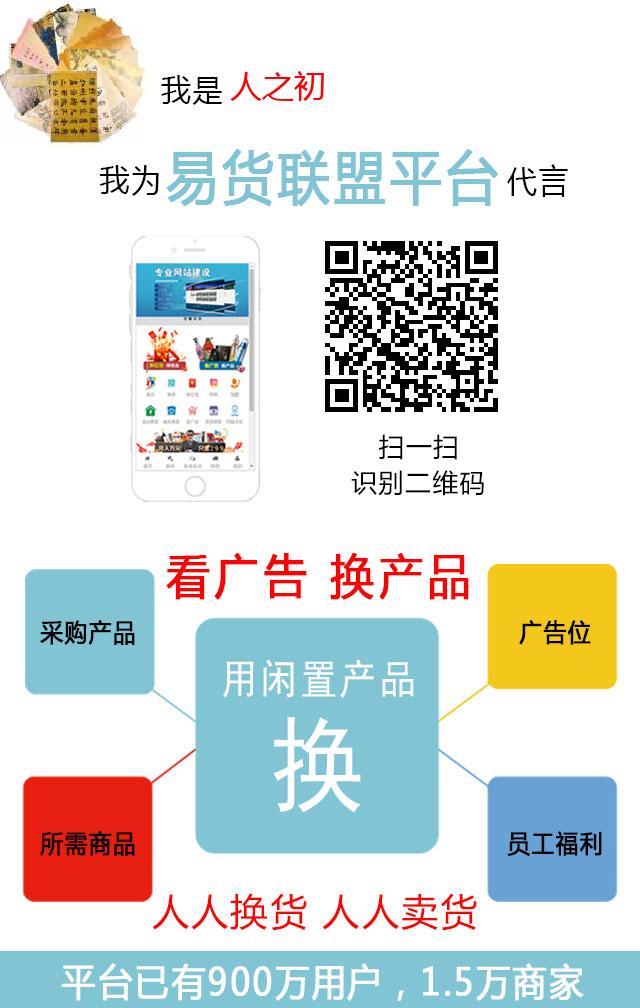 我是 人之初
我为 易货联盟平台 代言
专业网站建设
扫一扫
识别二维码
看广告 换产品
采购产品
广告位
用闲置产品
换
所需商品
员工福利
人人换货 人人卖货
平台已有900万用户，1.5万商家